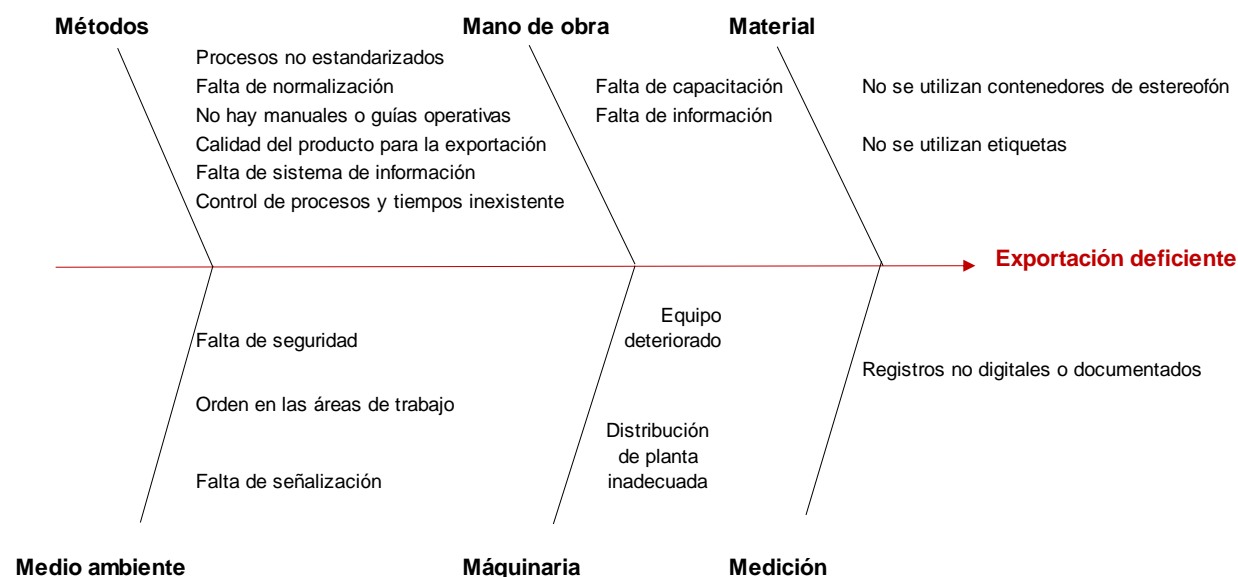 Métodos
Procesos no estandarizados
Falta de normalización
No hay manuales o guías operativas
Calidad del producto para la exportación
Falta de sistema de información
Control de procesos y tiempos inexistente
Mano de obra
Falta de capacitación
Falta de información
Material
No se utilizan contenedores de estereofón
No se utilizan etiquetas
Exportación deficiente
Falta de seguridad
Orden en las áreas de trabajo
Falta de señalización
Medio ambiente
Equipo
deteriorado
Distribución
de planta
inadecuada
Máquinaria
Registros no digitales o documentados
Medición